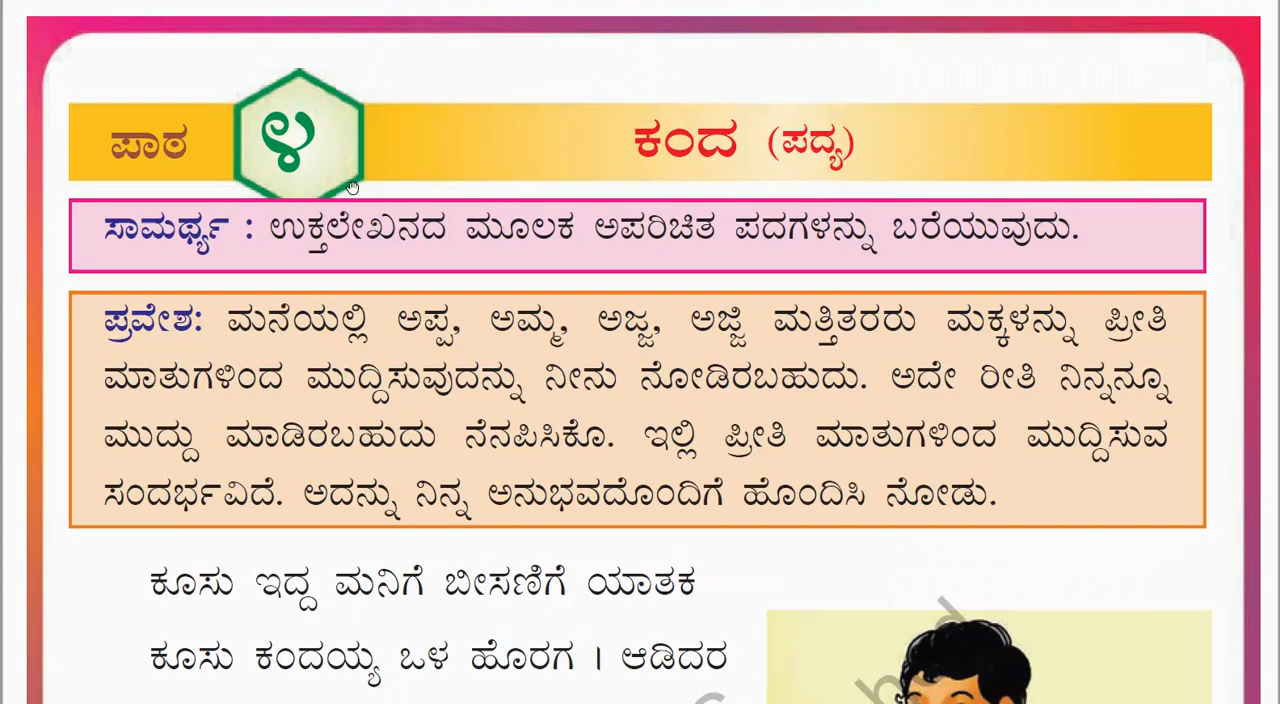 ಪಾಠ ೪ ಕಂದ (ಪದ್ಯ)
ಸಾಮರ್ಥ್ಯ : ಉಕ್ತಲೇಖನದ ಮೂಲಕ ಅಪರಿಚಿತ ಪದಗಳನ್ನು ಬರೆಯುವುದು.
ಪ್ರವೇಶ: ಮನೆಯಲ್ಲಿ ಅಪ್ಪ, ಅಮ್ಮ, ಅಜ್ಜ, ಅಜ್ಜಿ ಮತ್ತಿತರರು ಮಕ್ಕಳನ್ನು ಪ್ರೀತಿ
ಮಾತುಗಳಿಂದ ಮುದ್ದಿಸುವುದನ್ನು ನೀನು ನೋಡಿರಬಹುದು. ಅದೇ ರೀತಿ ನಿನ್ನನ್ನೂ
ಮುದ್ದು ಮಾಡಿರಬಹುದು ನೆನಪಿಸಿಕೊ. ಇಲ್ಲಿ ಪ್ರೀತಿ ಮಾತುಗಳಿಂದ ಮುದ್ದಿಸುವ
ಸಂದರ್ಭವಿದೆ. ಅದನ್ನು ನಿನ್ನ ಅನುಭವದೊಂದಿಗೆ ಹೊಂದಿಸಿ ನೋಡು.
ಕೂಸು ಇದ್ದ ಮನಿಗೆ ಬೀಸಣಿಗೆ ಯಾತಕ
ಕೂಸು ಕಂದಯ್ಯ ಒಳ ಹೊರಗ । ಆಡಿದರ